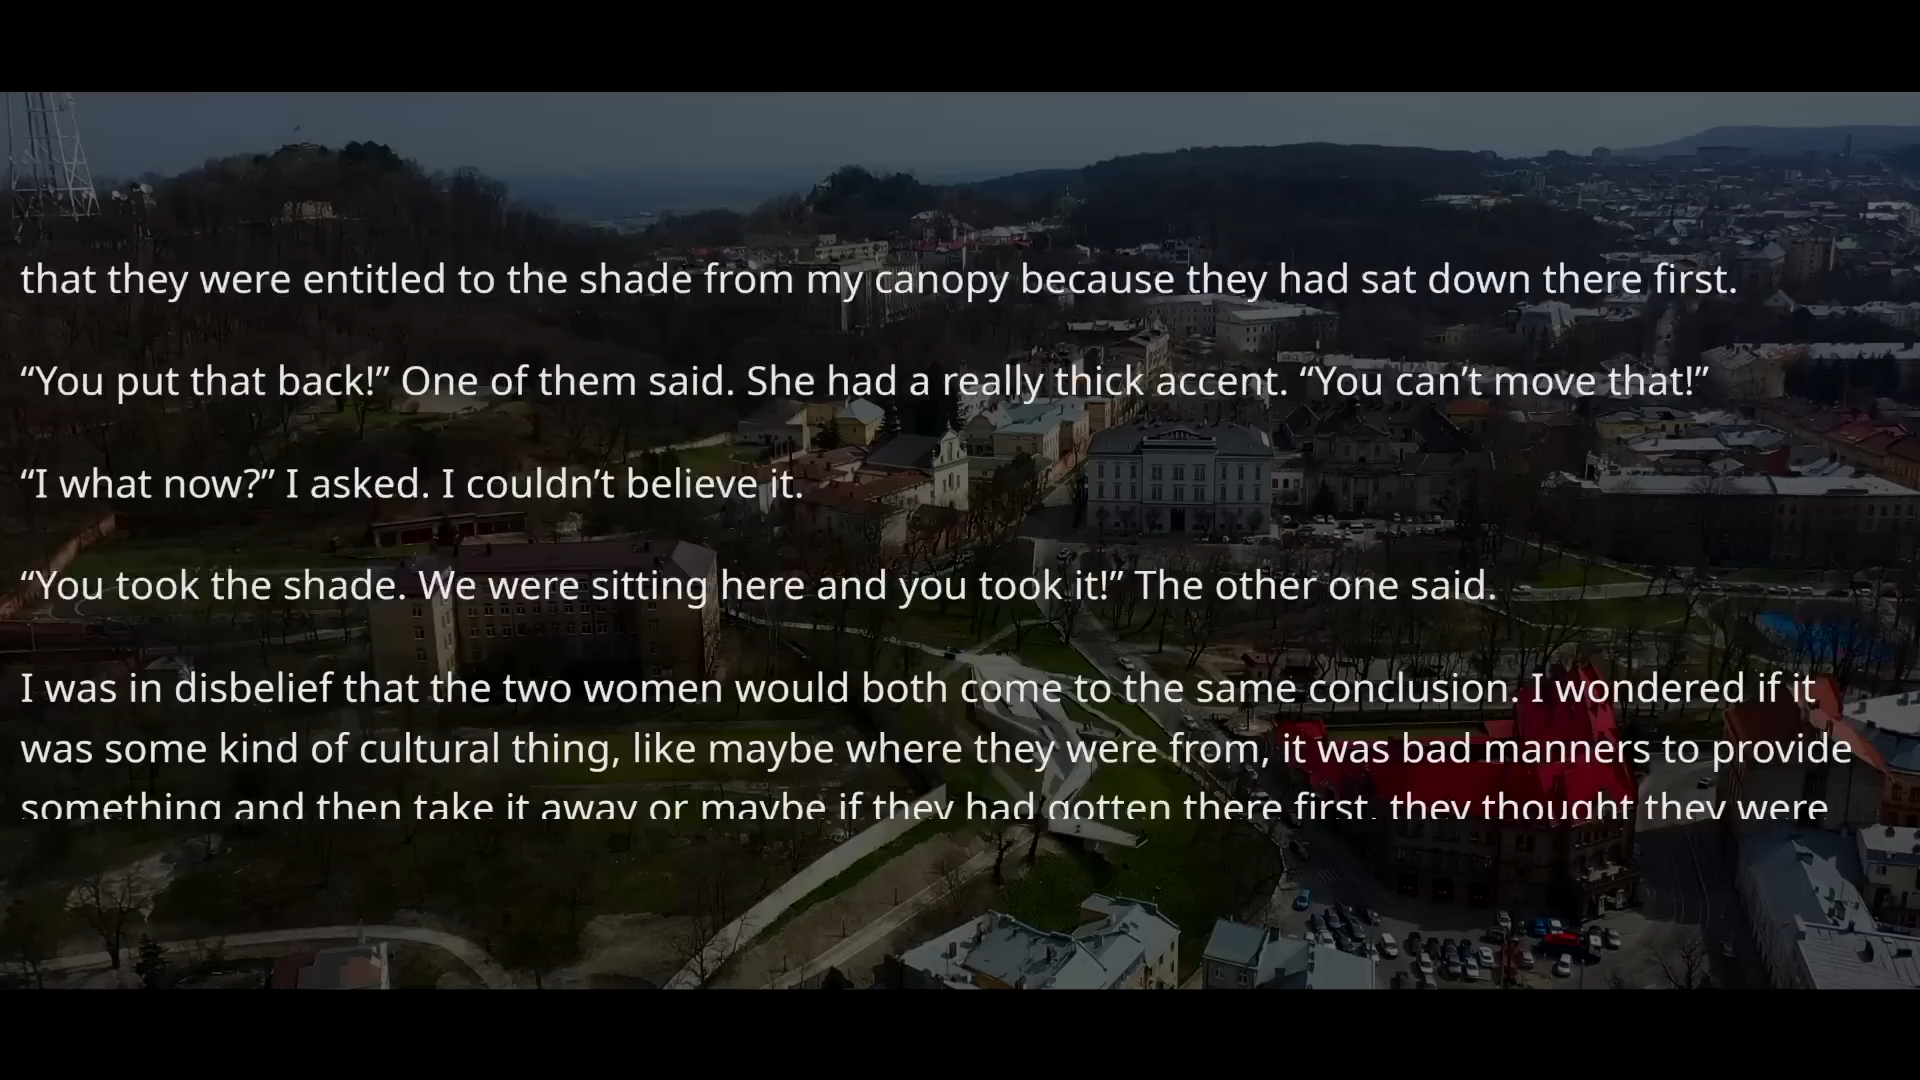 that they were entitled to the shade from my canopy because they had sat down there first.
“You put that back!” One of them said. She had a really thick accent. “You can’t move that!”
“I what now?” I asked. I couldn’t believe it.
“You took the shade. We were sitting here and you took it!” The other one said.
I was in disbelief that the two women would both come to the same conclusion. I wondered if it
was some kind of cultural thing, like maybe where they were from, it was bad manners to provide
something and then take it away or maybe if they had gotten there first, they thought they were